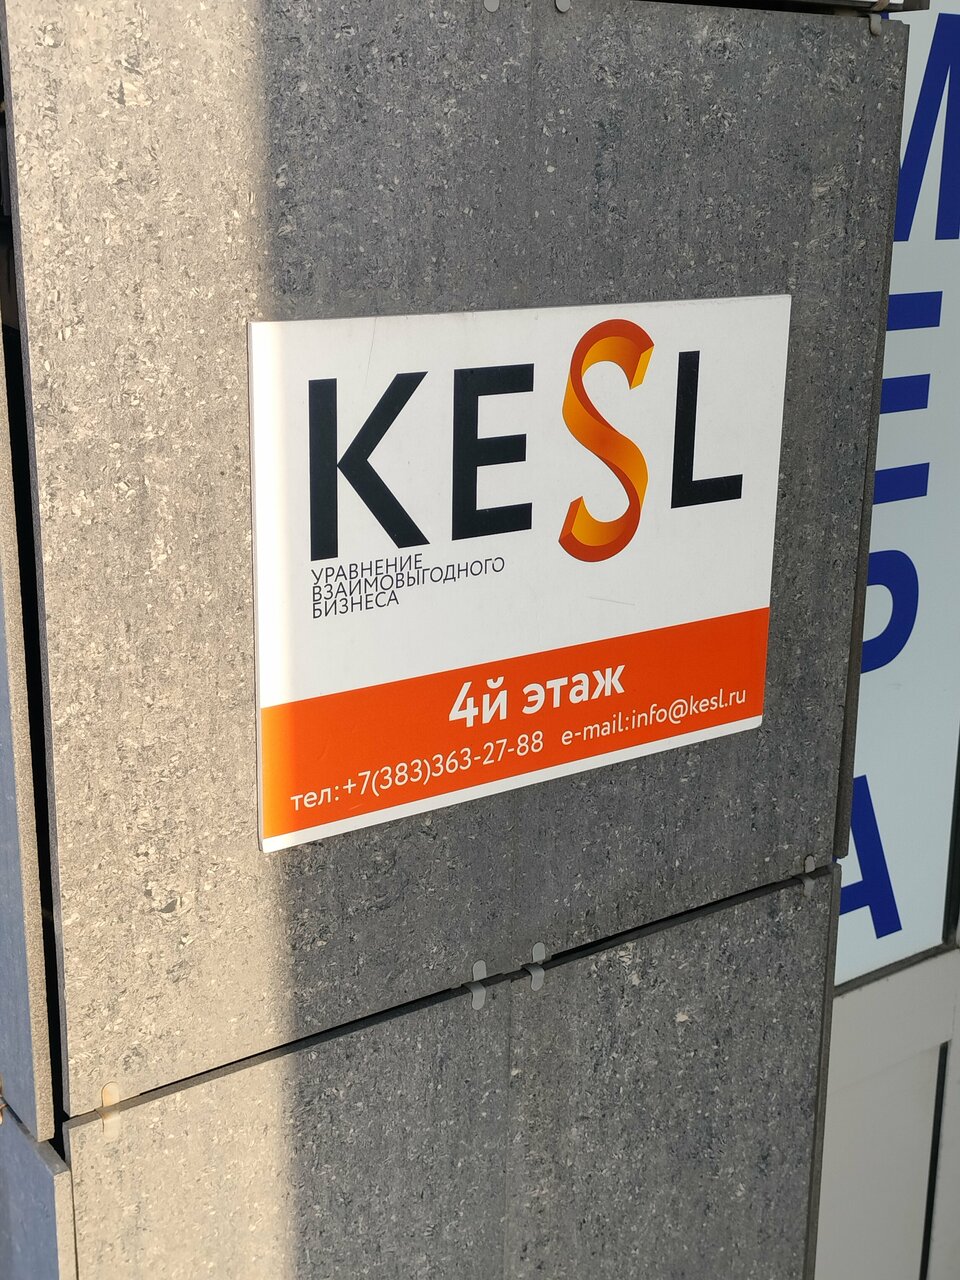 KESL
УРАВНЕНИЕ
ВЗАИМОВЫГОДНОГО
БИЗНЕСА
4й этаж
тел:+7(383)363-27-88 e-mail:info@kesl.ru